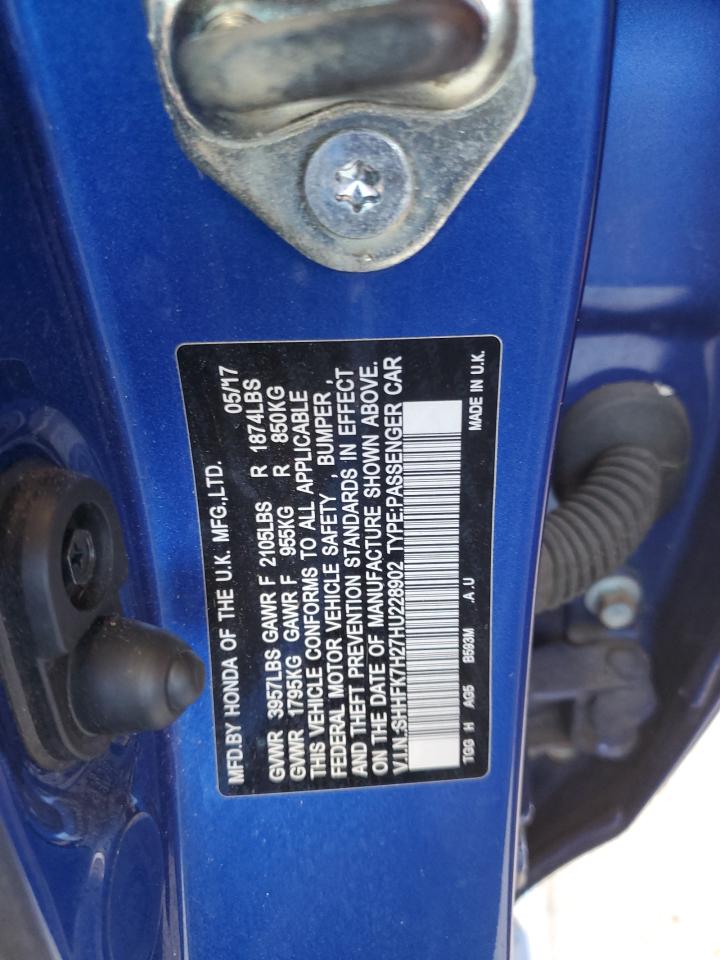 MFD.BY HONDA OF THE U.K. MFG.,LTD. 05/17
GVWR 3957LBS GAWR F 2105LBS R 1874LBS
GVWR 1795KG GAWR F 955KG R 850KG
THIS VEHICLE CONFORMS TO ALL APPLICABLE
FEDERAL MOTOR VEHICLE SAFETY , BUMPER ,
AND THEFT PREVENTION STANDARDS IN EFFECT
ON THE DATE OF MANUFACTURE SHOWN ABOVE.
V.I.N.:SHHFK7H27HU228902 TYPE:PASSENGER CAR
TGG H AG5 B593M .A.U MADE IN U.K.